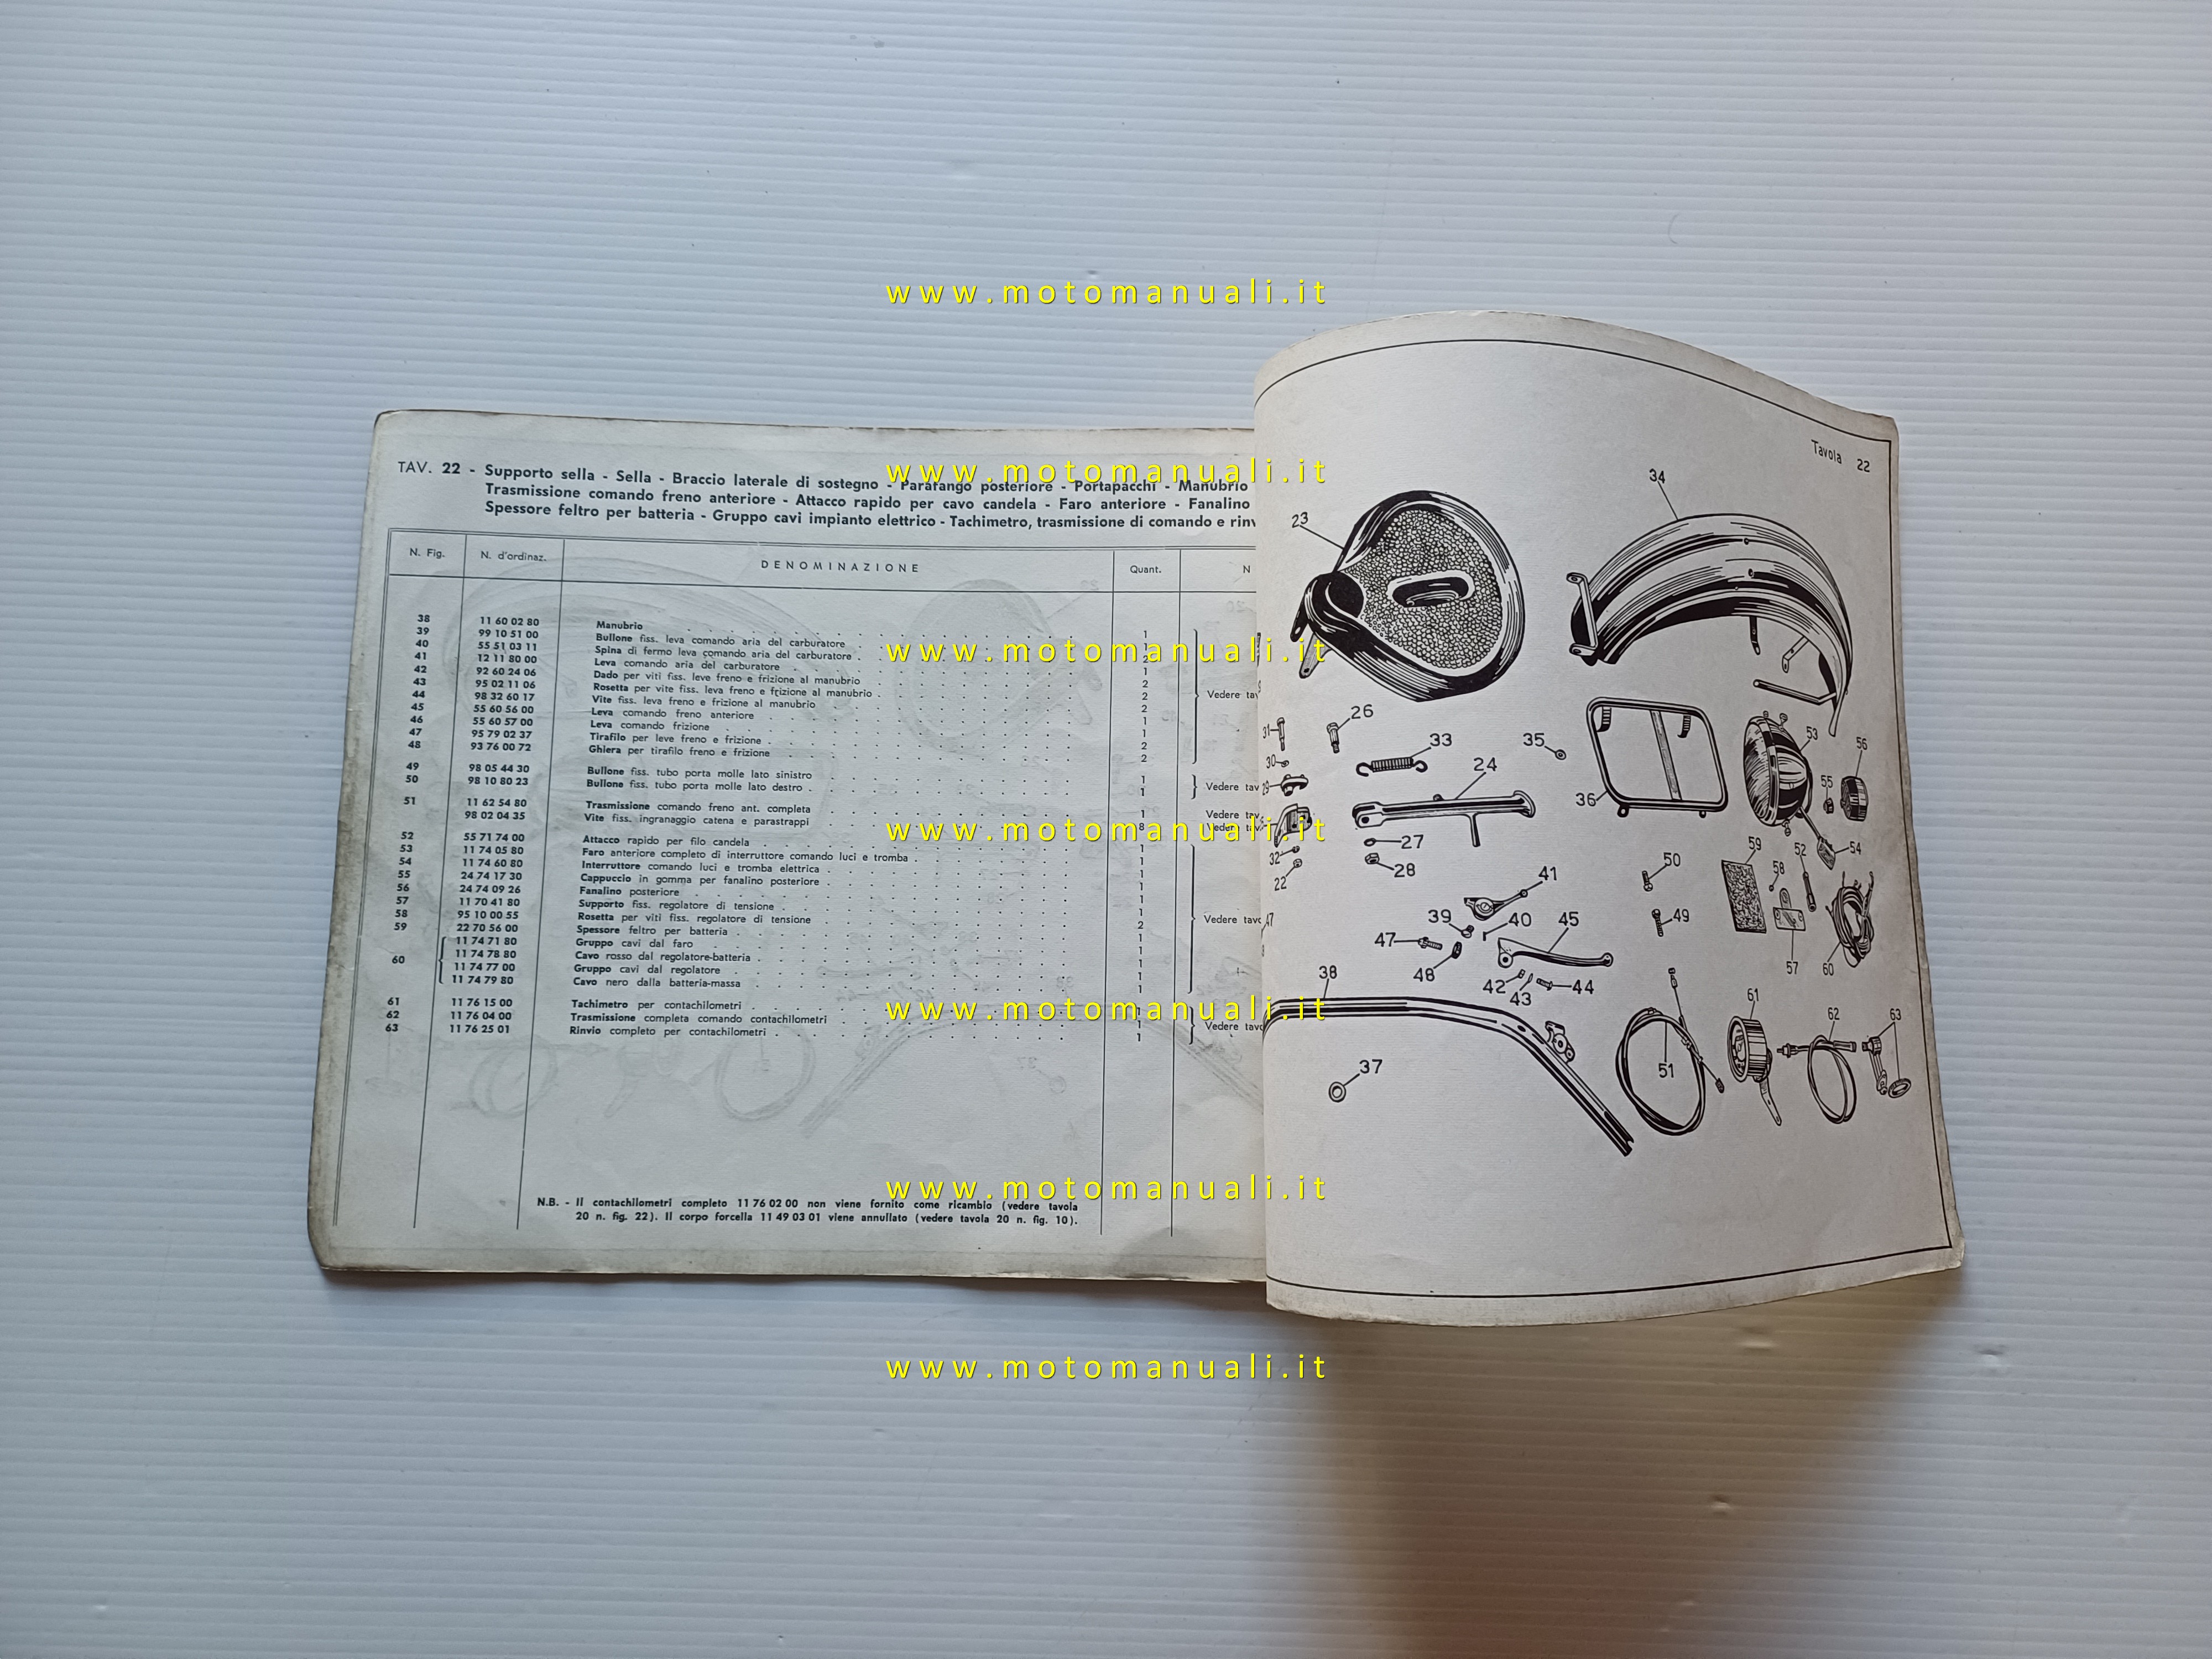 www.motomanuali.it
TAV. 22 - Supporto sella - Sella - Braccio laterale di sostegno - Parafango posteriore - Portapacchi - Manubrio
Trasmissione comando freno anteriore - Attacco rapido per cavo candela - Faro anteriore - Fanalino
Spessore feltro per batteria - Gruppo cavi impianto elettrico - Tachimetro, trasmissione di comando e rinv
www.motomanuali.it
N. Fig. N. d'ordinaz. DENOMINAZIONE Quant. N
38 11 60 02 80 Manubrio 1
39 99 10 51 00 Bullone fiss. leva comando aria del carburatore
40 55 51 03 11 Spina di fermo leva comando aria del carburatore
41 12 11 80 00 Leva comando aria del carburatore
42 92 60 24 06 Dado per viti fiss. leve freno e frizione al manubrio 2
43 95 02 11 06 Rosetta per vite fiss. leva freno e frizione al manubrio 2 Vedere tav
44 98 32 60 17 Vite fiss. leva freno e frizione al manubrio 2
45 55 60 56 00 Leva comando freno anteriore 1
46 55 60 57 00 Leva comando frizione 1
47 95 79 02 37 Tirafilo per leve freno e frizione 2
48 93 76 00 72 Ghiera per tirafilo freno e frizione 2
49 98 05 44 30 Bullone fiss. tubo porta molle lato sinistro 1
50 98 10 80 23 Bullone fiss. tubo porta molle lato destro 1 Vedere tav
51 11 62 54 80 Trasmissione comando freno ant. completa 1 Vedere tav
98 02 04 35 Vite fiss. ingranaggio catena e parastrappi 8 Vedere tav
52 55 71 74 00 Attacco rapido per filo candela 1
53 11 74 05 80 Faro anteriore completo di interruttore comando luci e tromba 1
54 11 74 60 80 Interruttore comando luci e tromba elettrica 1
55 24 74 17 30 Cappuccio in gomma per fanalino posteriore 1
56 24 74 09 26 Fanalino posteriore 1
57 11 70 41 80 Supporto fiss. regolatore di tensione 1
58 95 10 00 55 Rosetta per viti fiss. regolatore di tensione 2 Vedere tavo
59 22 70 56 00 Spessore feltro per batteria 1
60 11 74 71 80 Gruppo cavi dal faro 1
11 74 78 80 Cavo rosso dal regolatore-batteria 1
11 74 77 00 Gruppo cavi dal regolatore 1
11 74 79 80 Cavo nero dalla batteria-massa 1
61 11 76 15 00 Tachimetro per contachilometri 1
62 11 76 04 00 Trasmissione completa comando contachilometri 1 Vedere tavo
63 11 76 25 01 Rinvio completo per contachilometri 1
N.B. - Il contachilometri completo 11 76 02 00 non viene fornito come ricambio (vedere tavola
20 n. fig. 22). Il corpo forcella 11 49 03 01 viene annullato (vedere tavola 20 n. fig. 10).
www.motomanuali.it
www.motomanuali.it
www.motomanuali.it
www.motomanuali.it
www.motomanuali.it
Tavola 22
34
23
31 26
30 33 35 53 56
24 55
36
27
32 28
22
59 52 54
58
50
41
39 40 45 49
47
48
42 44
43
57 60
38
61 62 63
51
37